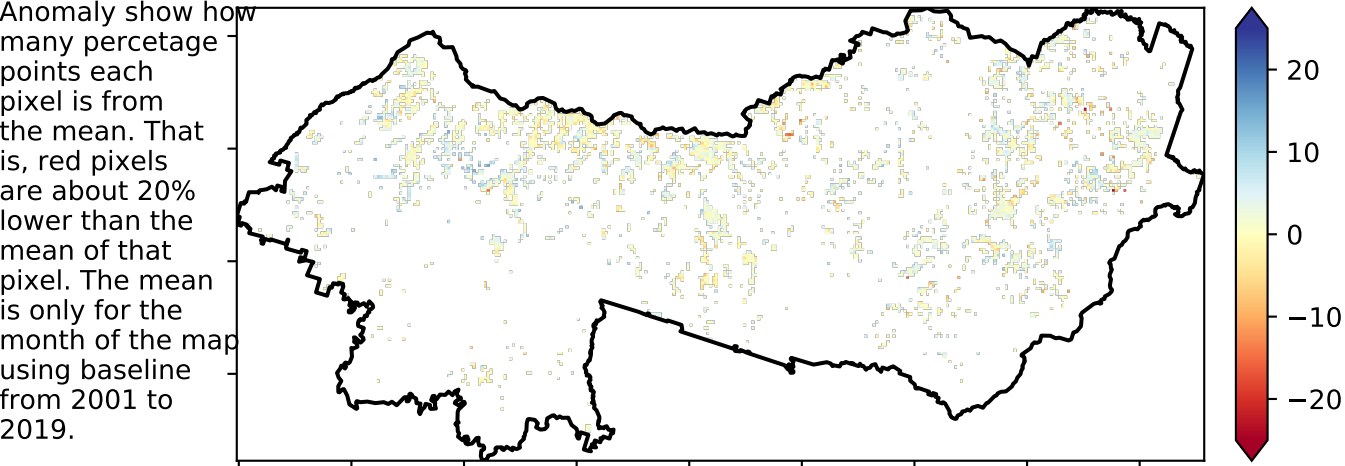 Anomaly show how
many percetage
points each
pixel is from
the mean. That
is, red pixels
are about 20%
lower than the
mean of that
pixel. The mean
is only for the
month of the map
using baseline
from 2001 to
2019.
20
10
0
−10
−20